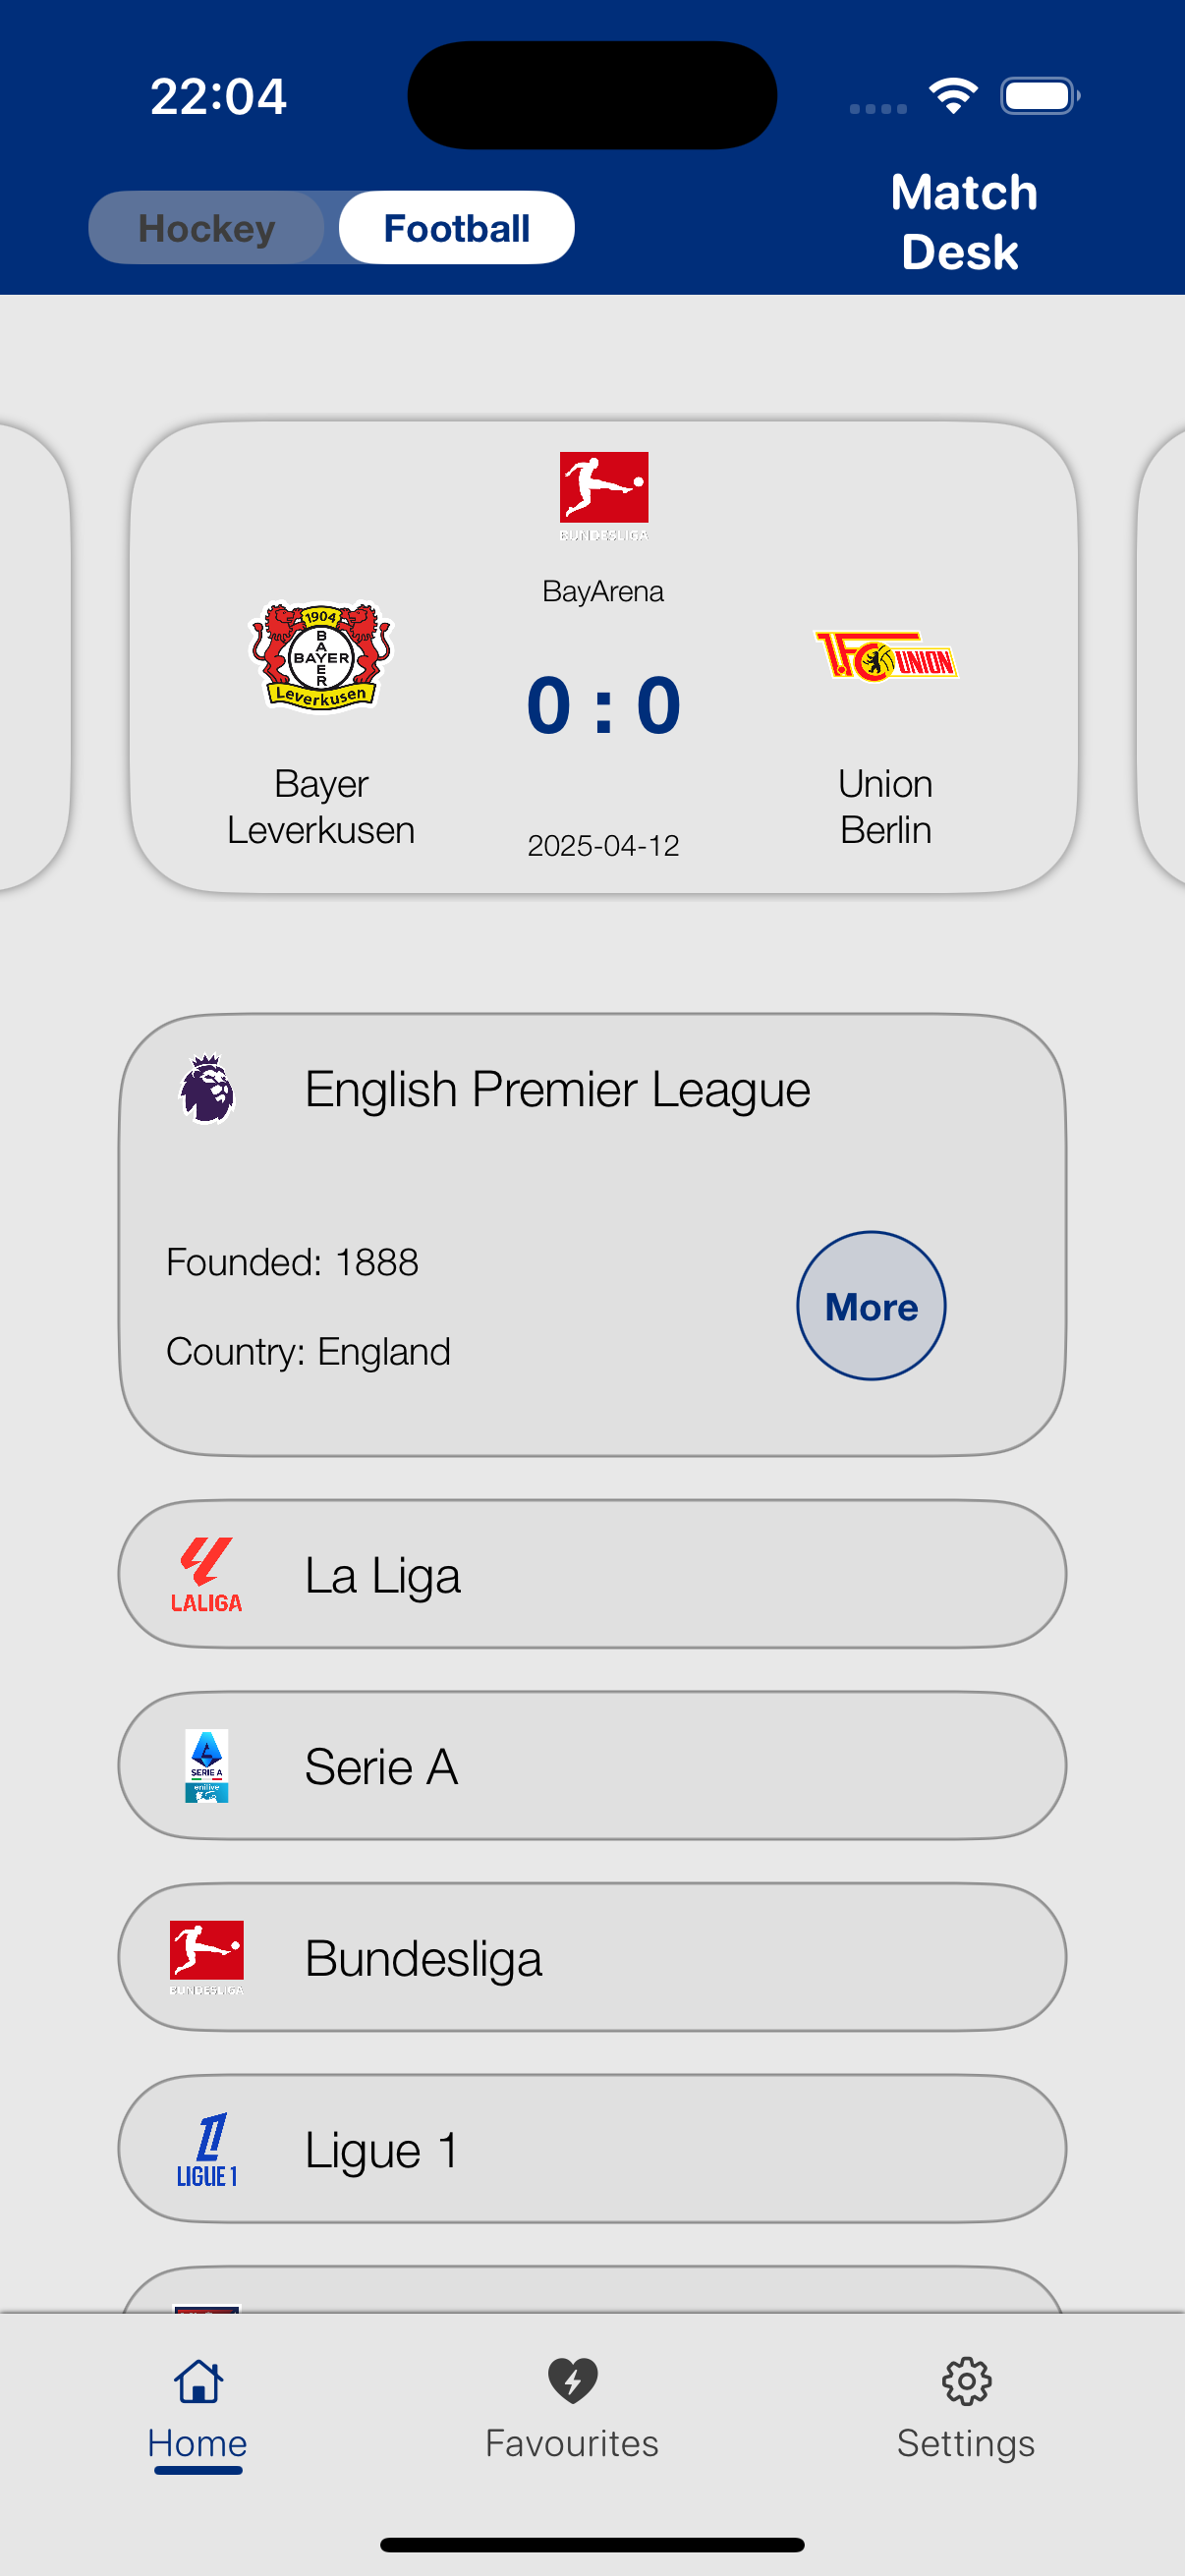 22:04
Hockey
Football
Match
Desk
BUNDESLIGA
BayArena
1904
BAYER
BAYER
Leverkusen
1.FC UNION
0 : 0
Bayer
Leverkusen
Union
Berlin
2025-04-12
English Premier League
Founded: 1888
Country: England
More
LALIGA
La Liga
SERIE A
enilive
Serie A
BUNDESLIGA
Bundesliga
LIGUE 1
Ligue 1
Home
Favourites
Settings